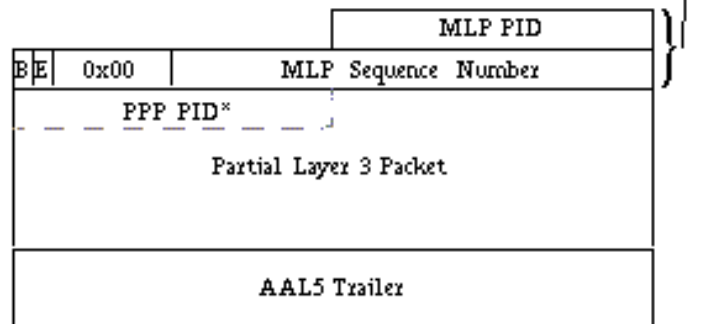 MLP PID
B E 0x00 MLP Sequence Number
PPP PID*
Partial Layer 3 Packet
AAL5 Trailer